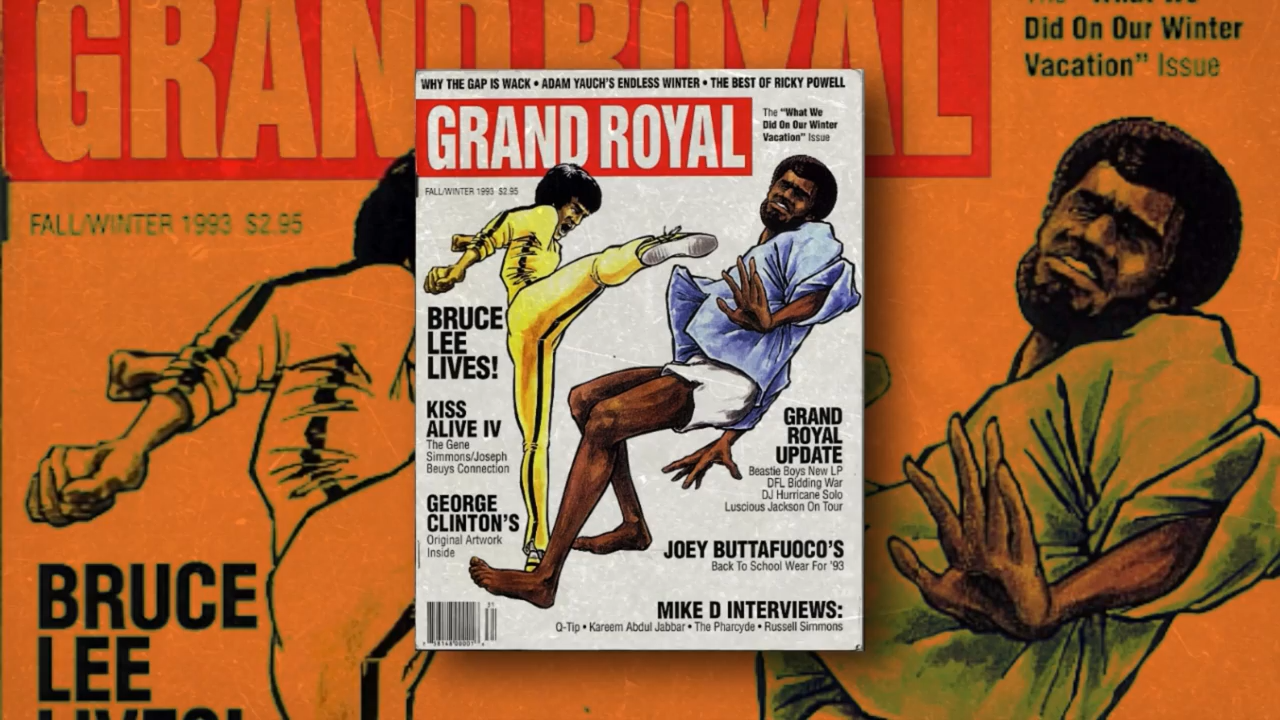 GRAND ROYAL
Did On Our Winter
Vacation" Issue
FALL/WINTER 1993 $2.95
BRUCE
LEE
LIVES!
WHY THE GAP IS WACK • ADAM YAUCH'S ENDLESS WINTER • THE BEST OF RICKY POWELL
GRAND ROYAL
The "What We
Did On Our Winter
Vacation" Issue
FALL/WINTER 1993 $2.95
BRUCE
LEE
LIVES!
KISS
ALIVE IV
The Gene
Simmons/Joseph
Beuys Connection
GEORGE
CLINTON'S
Original Artwork
Inside
GRAND
ROYAL
UPDATE
Beastie Boys New LP
DFL Bidding War
DJ Hurricane Solo
Luscious Jackson On Tour
JOEY BUTTAFUOCO'S
Back To School Wear For '93
MIKE D INTERVIEWS:
Q-Tip • Kareem Abdul Jabbar • The Pharcyde • Russell Simmons